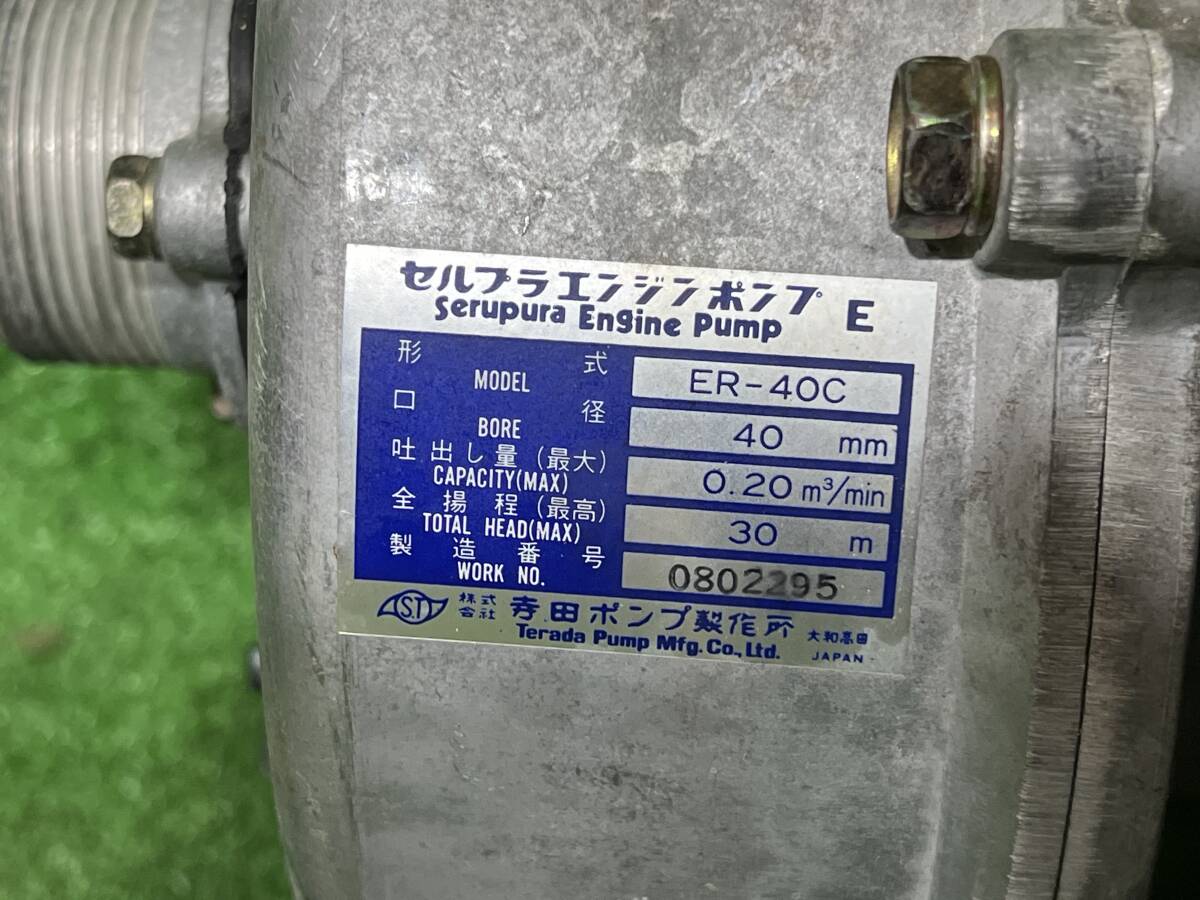 セルプラエンジンポンプ E
Serupura Engine Pump
形式 ER-40C
MODEL
口径 40 mm
BORE
吐出し量(最大) 0.20 m³/min
CAPACITY(MAX)
全揚程(最高) 30 m
TOTAL HEAD(MAX)
製造番号 0802295
WORK NO.
S.T. 株式会社 寺田ポンプ製作所 大和高田
Terada Pump Mfg. Co., Ltd. JAPAN